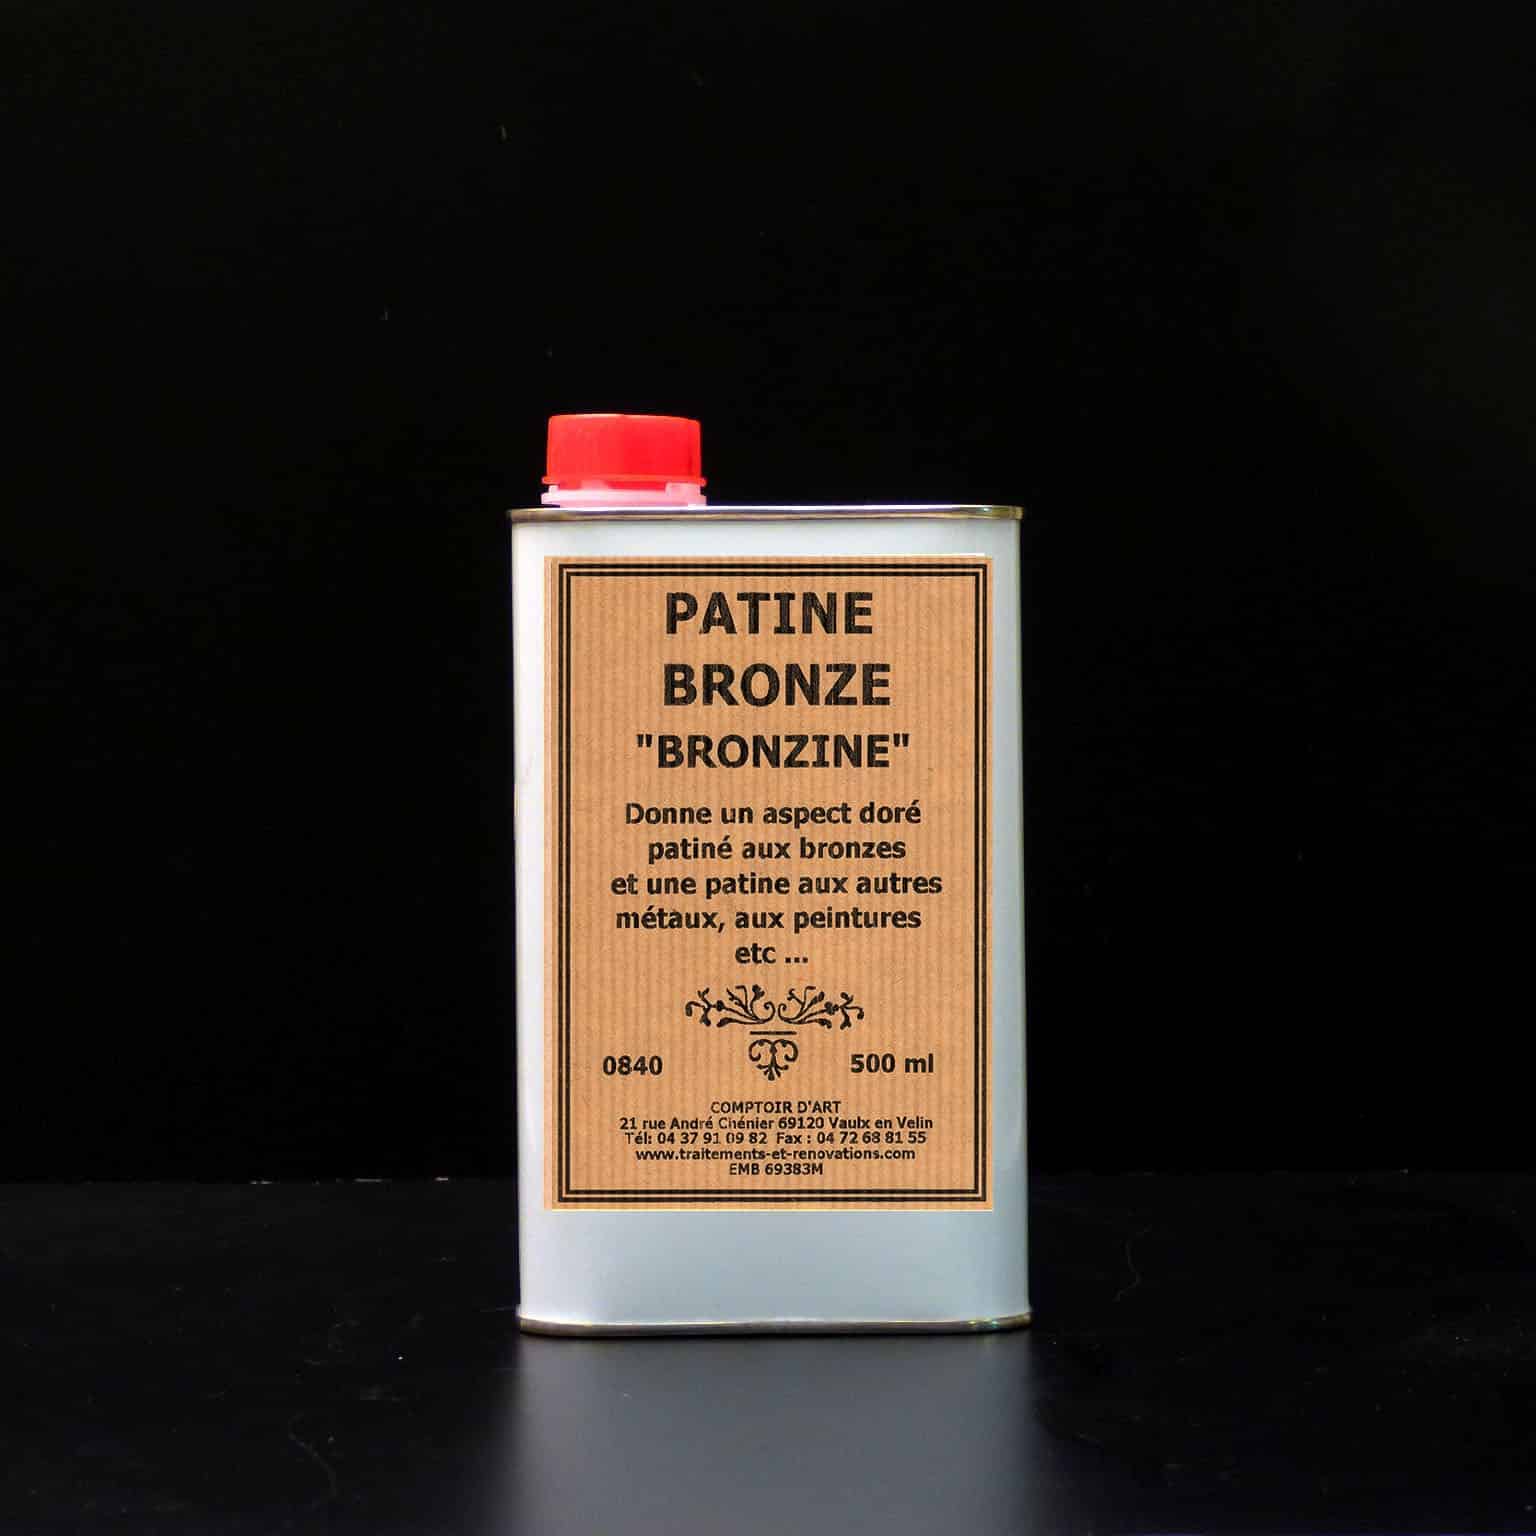 PATINE
BRONZE
"BRONZINE"
Donne un aspect doré
patiné aux bronzes
et une patine aux autres
métaux, aux peintures
etc ...
0840 500 ml
COMPTOIR D'ART
21 rue André Chénier 69120 Vaulx en Velin
Tél: 04 37 91 09 82 Fax : 04 72 68 81 55
www.traitements-et-renovations.com
EMB 69383M